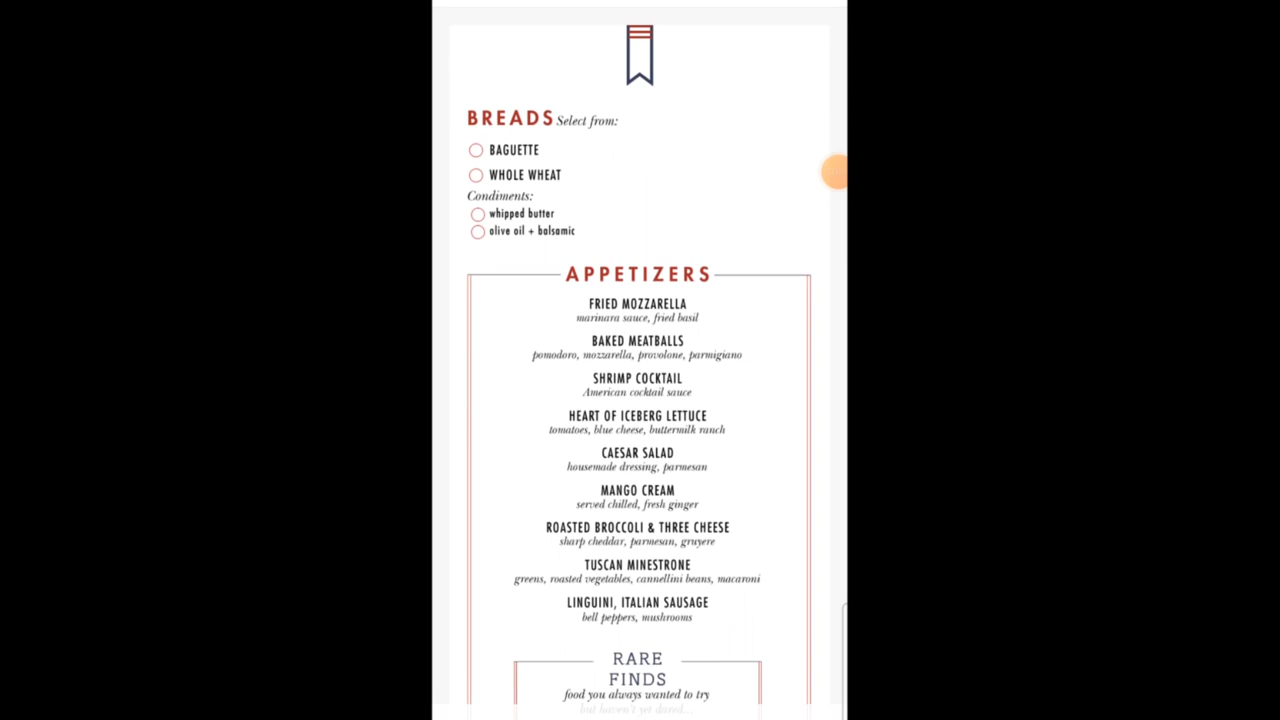 BREADS Select from:
BAGUETTE
WHOLE WHEAT
Condiments:
whipped butter
olive oil + balsamic
APPETIZERS
FRIED MOZZARELLA
marinara sauce, fried basil
BAKED MEATBALLS
pomodoro, mozzarella, provolone, parmigiano
SHRIMP COCKTAIL
American cocktail sauce
HEART OF ICEBERG LETTUCE
tomatoes, blue cheese, buttermilk ranch
CAESAR SALAD
housemade dressing, parmesan
MANGO CREAM
served chilled, fresh ginger
ROASTED BROCCOLI & THREE CHEESE
sharp cheddar, parmesan, gruyere
TUSCAN MINESTRONE
greens, roasted vegetables, cannellini beans, macaroni
LINGUINI, ITALIAN SAUSAGE
bell peppers, mushrooms
RARE
FINDS
food you always wanted to try
but haven't yet dared...